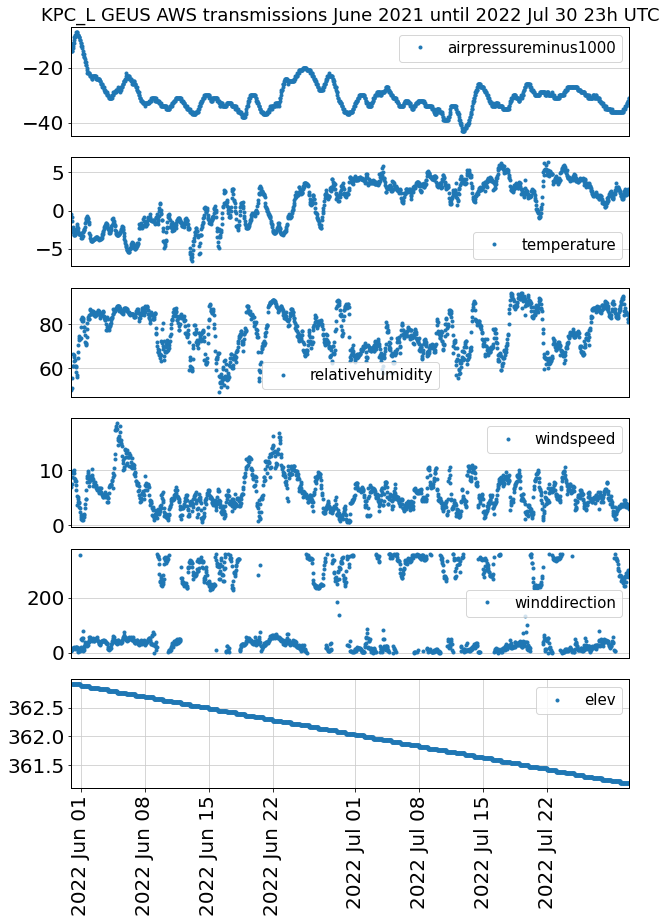 KPC_L GEUS AWS transmissions June 2021 until 2022 Jul 30 23h UTC
airpressureminus1000
−20
−40
temperature
5
0
−5
relativehumidity
80
60
windspeed
10
0
winddirection
200
0
elev
362.5
362.0
361.5
2022 Jun 01
2022 Jun 08
2022 Jun 15
2022 Jun 22
2022 Jul 01
2022 Jul 08
2022 Jul 15
2022 Jul 22